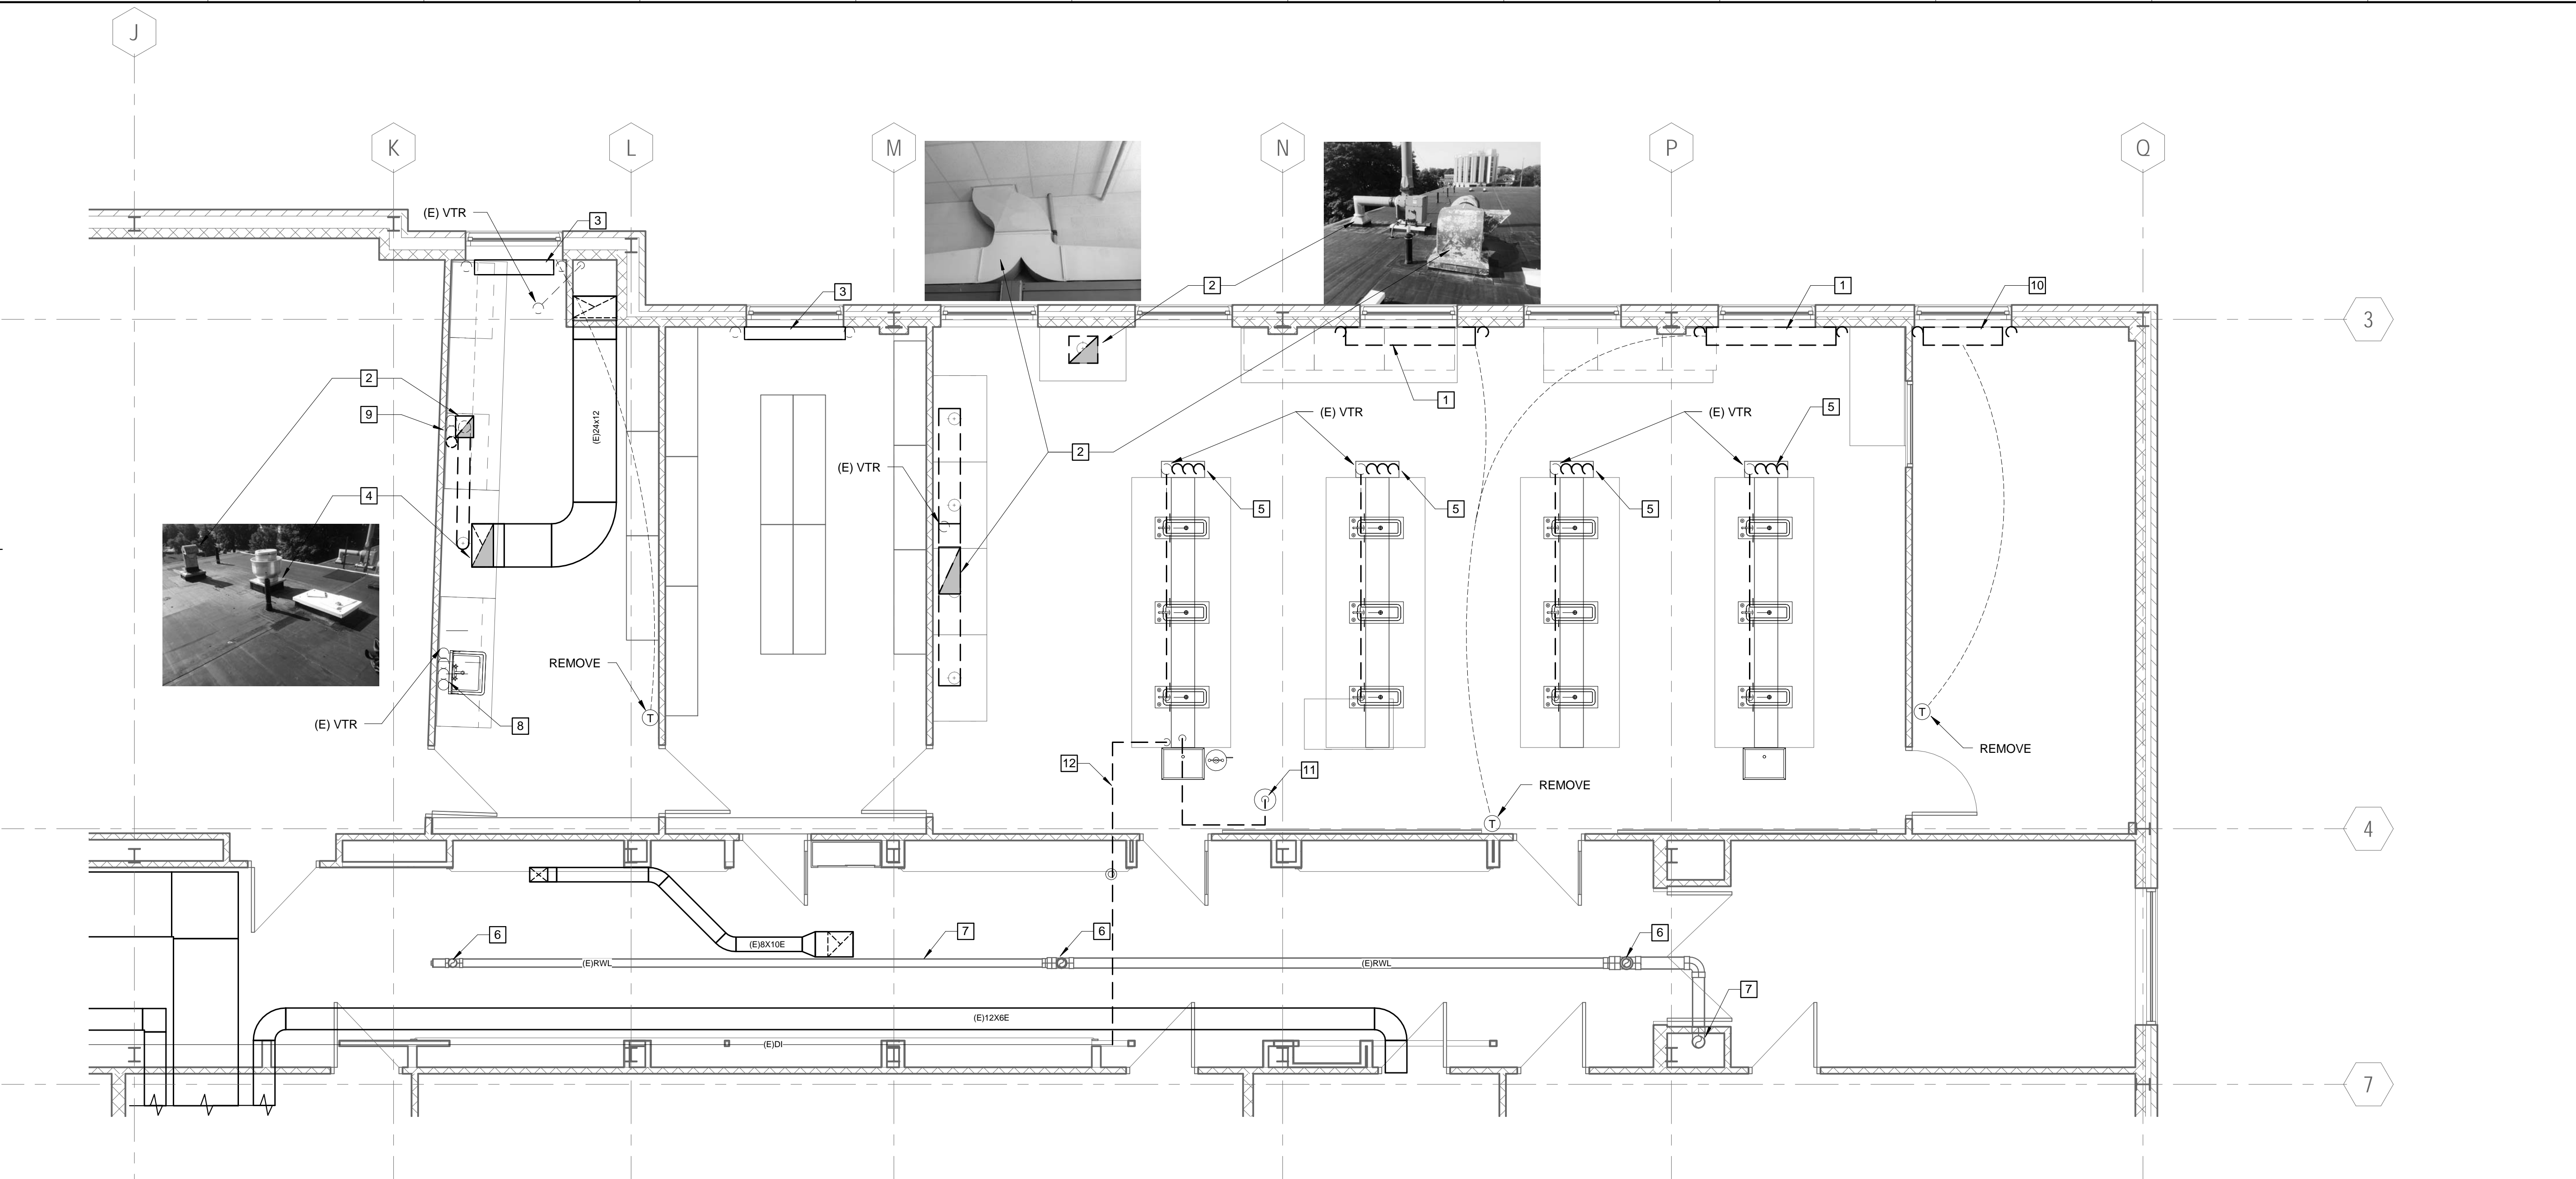 J
K
L
M
N
P
Q
(E) VTR
3
3
2
1
10
3
2
9
(E)24x12
1
(E) VTR
(E) VTR
5
2
(E) VTR
4
5
5
5
REMOVE
(E) VTR
8
T
T
REMOVE
12
11
REMOVE
T
4
6
(E)8X10E
7
6
6
(E)RWL
(E)RWL
7
(E)12X6E
(E)DI
7